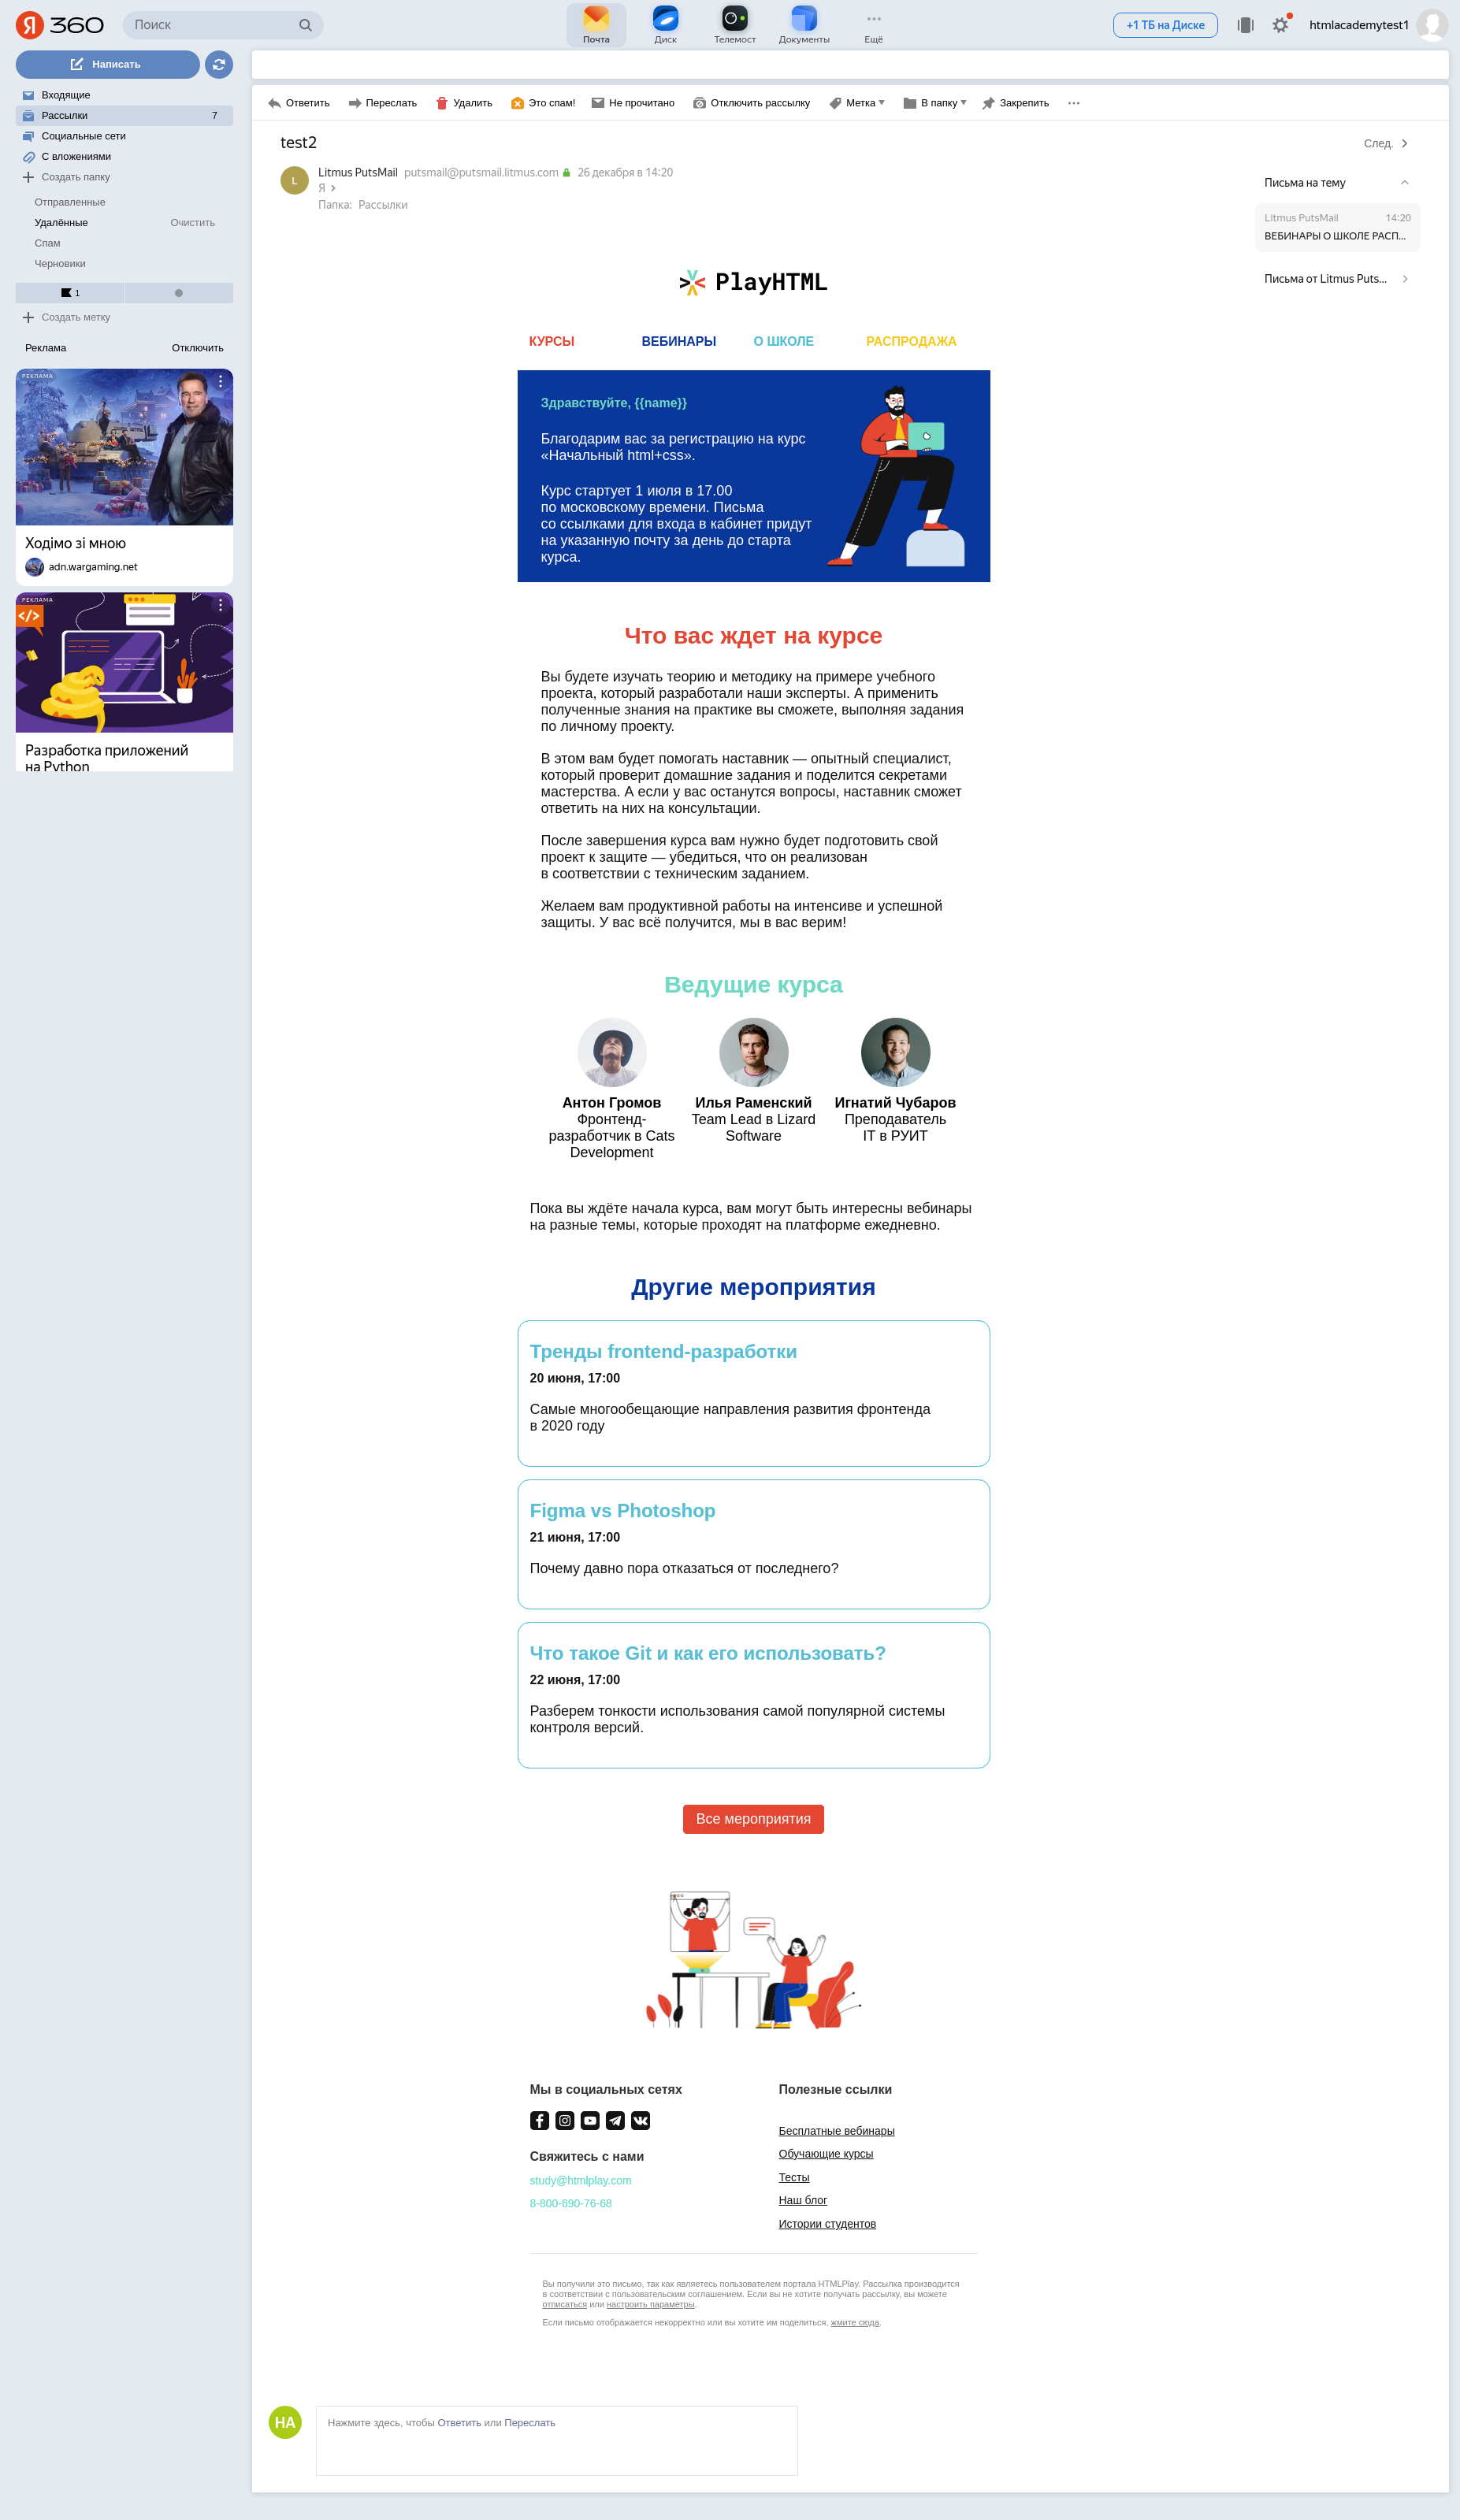 Я 360
Поиск
Почта
Диск
Телемост
Документы
Ещё
+1 ТБ на Диске
htmlacademytest1
Написать
Входящие
Рассылки 7
Социальные сети
С вложениями
Создать папку
Отправленные
Удалённые Очистить
Спам
Черновики
1
Создать метку
Реклама Отключить
РЕКЛАМА
Ходімо зі мною
adn.wargaming.net
РЕКЛАМА
</>
Разработка приложений
на Python
Ответить
Переслать
Удалить
Это спам!
Не прочитано
Отключить рассылку
Метка
В папку
Закрепить
test2
След.
L
Litmus PutsMail putsmail@putsmail.litmus.com 26 декабря в 14:20
Я
Папка: Рассылки
Письма на тему
Litmus PutsMail 14:20
ВЕБИНАРЫ О ШКОЛЕ РАСП...
Письма от Litmus Puts...
PlayHTML
КУРСЫ ВЕБИНАРЫ О ШКОЛЕ РАСПРОДАЖА
Здравствуйте, {{name}}
Благодарим вас за регистрацию на курс
«Начальный html+css».
Курс стартует 1 июля в 17.00
по московскому времени. Письма
со ссылками для входа в кабинет придут
на указанную почту за день до старта
курса.
Что вас ждет на курсе
Вы будете изучать теорию и методику на примере учебного
проекта, который разработали наши эксперты. А применить
полученные знания на практике вы сможете, выполняя задания
по личному проекту.
В этом вам будет помогать наставник — опытный специалист,
который проверит домашние задания и поделится секретами
мастерства. А если у вас останутся вопросы, наставник сможет
ответить на них на консультации.
После завершения курса вам нужно будет подготовить свой
проект к защите — убедиться, что он реализован
в соответствии с техническим заданием.
Желаем вам продуктивной работы на интенсиве и успешной
защиты. У вас всё получится, мы в вас верим!
Ведущие курса
Антон Громов
Фронтенд-
разработчик в Cats
Development
Илья Раменский
Team Lead в Lizard
Software
Игнатий Чубаров
Преподаватель
IT в РУИТ
Пока вы ждёте начала курса, вам могут быть интересны вебинары
на разные темы, которые проходят на платформе ежедневно.
Другие мероприятия
Тренды frontend-разработки
20 июня, 17:00
Самые многообещающие направления развития фронтенда
в 2020 году
Figma vs Photoshop
21 июня, 17:00
Почему давно пора отказаться от последнего?
Что такое Git и как его использовать?
22 июня, 17:00
Разберем тонкости использования самой популярной системы
контроля версий.
Все мероприятия
Мы в социальных сетях
Свяжитесь с нами
study@htmlplay.com
8-800-690-76-68
Полезные ссылки
Бесплатные вебинары
Обучающие курсы
Тесты
Наш блог
Истории студентов
Вы получили это письмо, так как являетесь пользователем портала HTMLPlay. Рассылка производится
в соответствии с пользовательским соглашением. Если вы не хотите получать рассылку, вы можете
отписаться или настроить параметры.
Если письмо отображается некорректно или вы хотите им поделиться, жмите сюда.
НА
Нажмите здесь, чтобы Ответить или Переслать